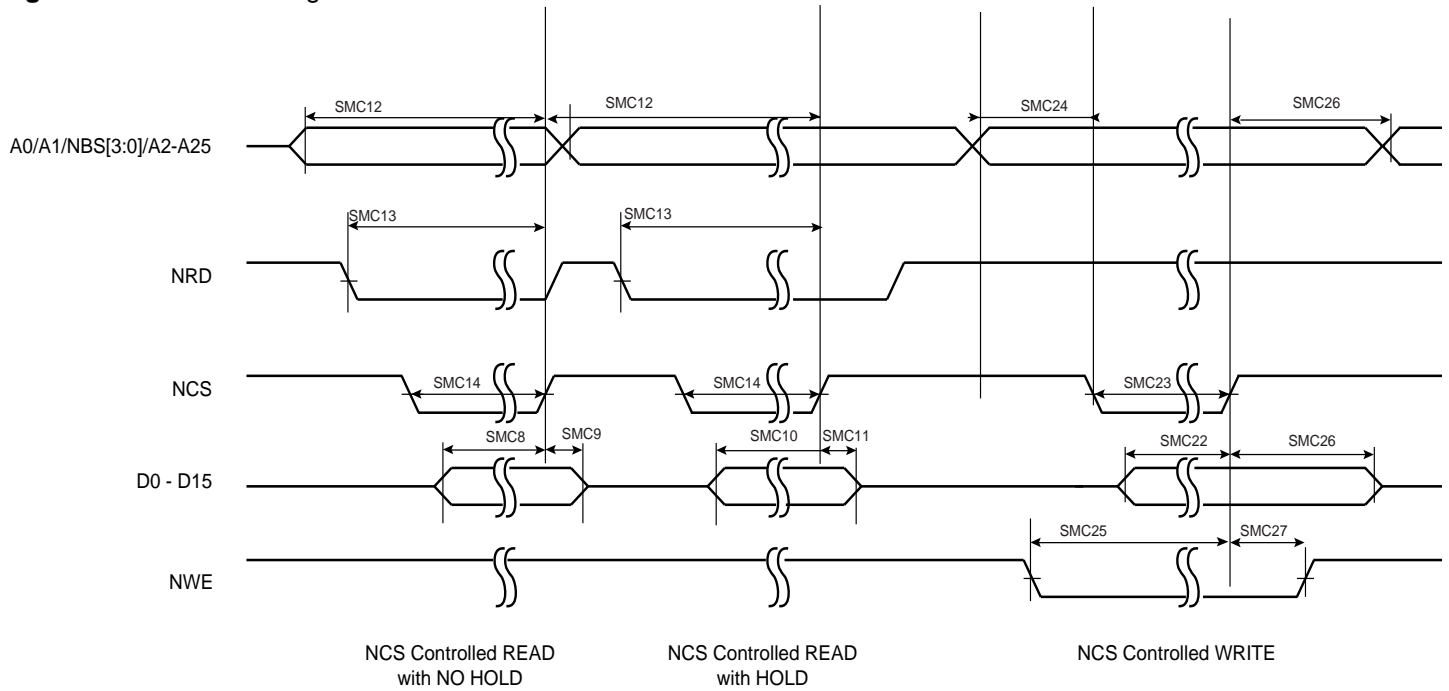 SMC12
SMC12
SMC24
SMC26
A0/A1/NBS[3:0]/A2-A25
SMC13
SMC13
NRD
NCS
SMC14
SMC14
SMC23
D0 - D15
SMC8
SMC9
SMC10
SMC11
SMC22
SMC26
NWE
SMC25
SMC27
NCS Controlled READ
with NO HOLD
NCS Controlled READ
with HOLD
NCS Controlled WRITE